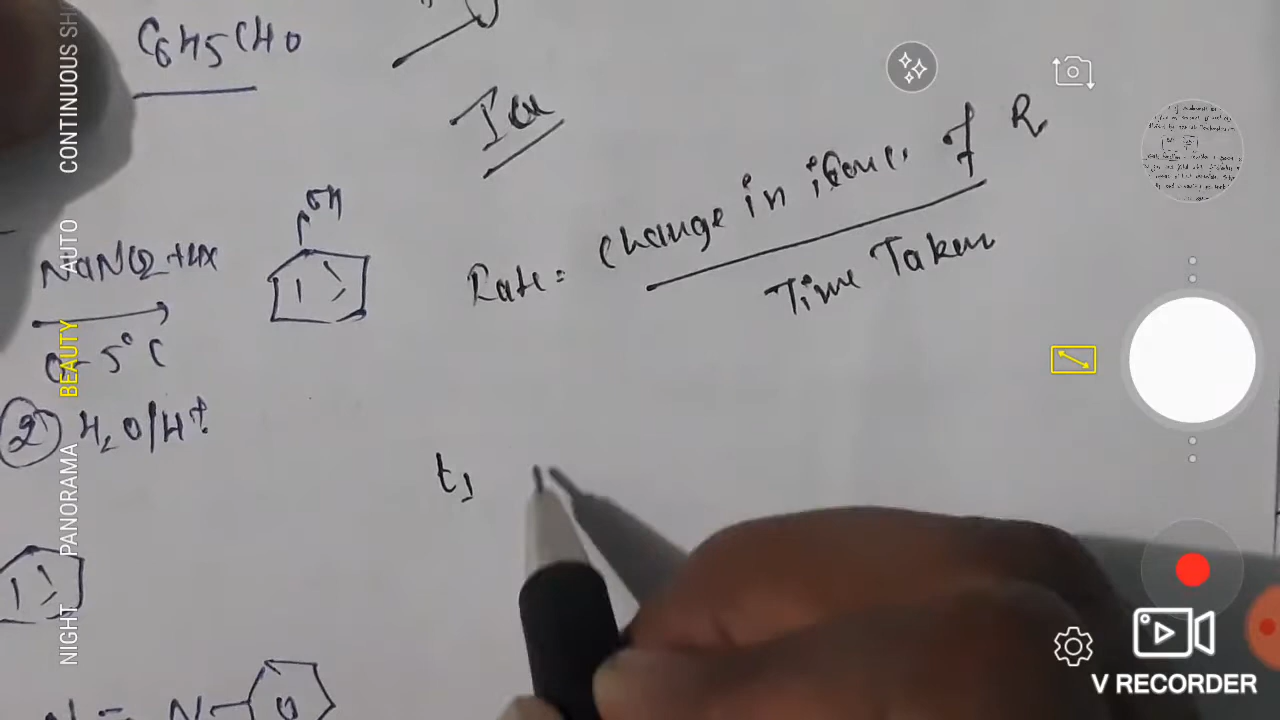 C6H5CHO
Rate = Change in Conc. of R
Time Taken
NaNO2 + HX
0-5°C
OH
② H2O/H+
t1
N = N
CONTINUOUS SH
AUTO
BEAUTY
PANORAMA
NIGHT
V RECORDER